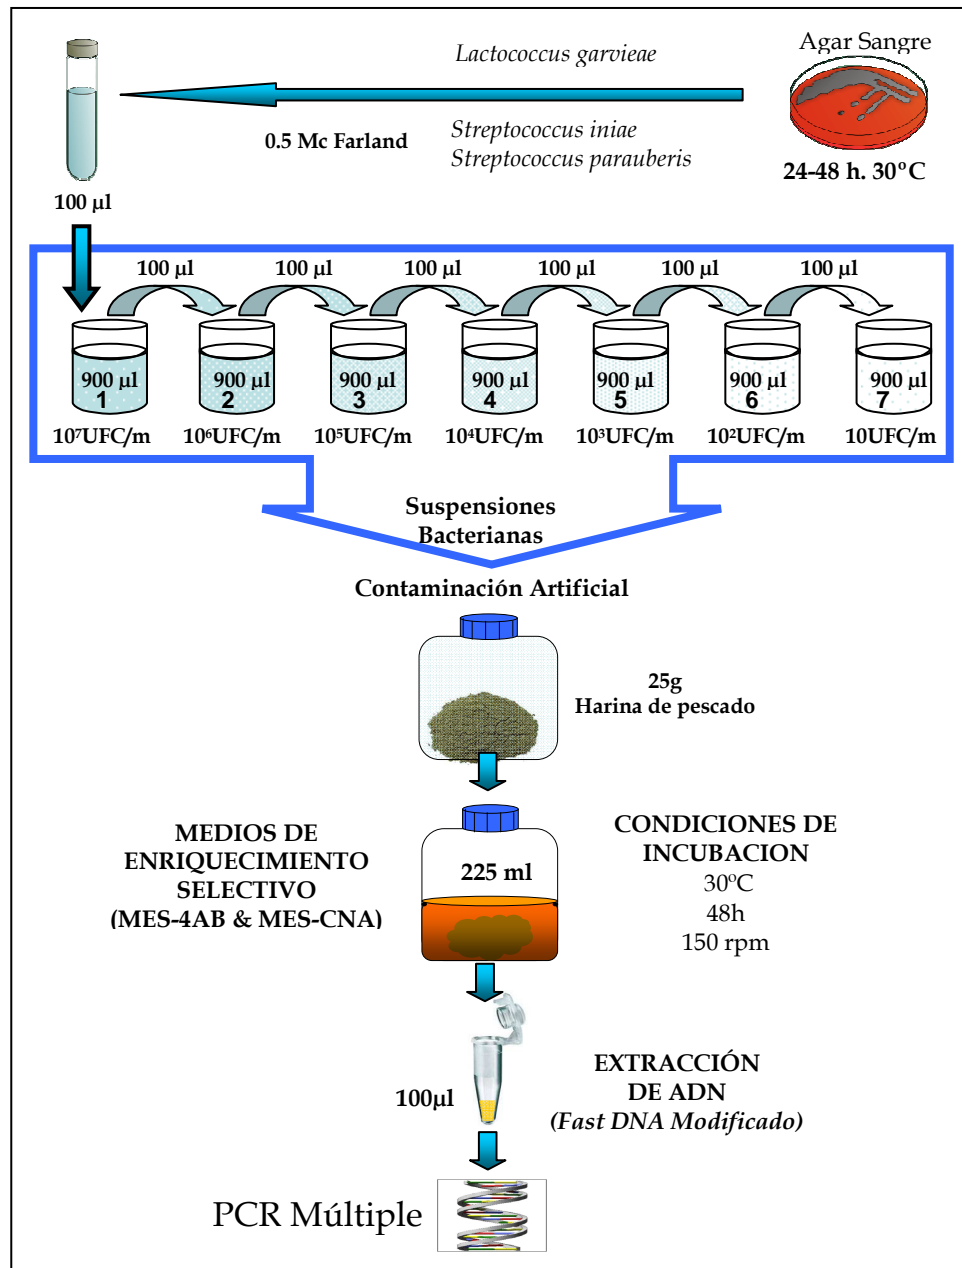 Lactococcus garvieae
Agar Sangre
0.5 Mc Farland
Streptococcus iniae
Streptococcus parauberis
24-48 h. 30ºC
100 µl
100 µl 100 µl 100 µl 100 µl 100 µl 100 µl
900 µl 900 µl 900 µl 900 µl 900 µl 900 µl 900 µl
1 2 3 4 5 6 7
10⁷UFC/m 10⁶UFC/m 10⁵UFC/m 10⁴UFC/m 10³UFC/m 10²UFC/m 10UFC/m
Suspensiones
Bacterianas
Contaminación Artificial
25g
Harina de pescado
MEDIOS DE
ENRIQUECIMIENTO
SELECTIVO
(MES-4AB & MES-CNA)
225 ml
CONDICIONES DE
INCUBACION
30ºC
48h
150 rpm
100µl
EXTRACCIÓN
DE ADN
(Fast DNA Modificado)
PCR Múltiple